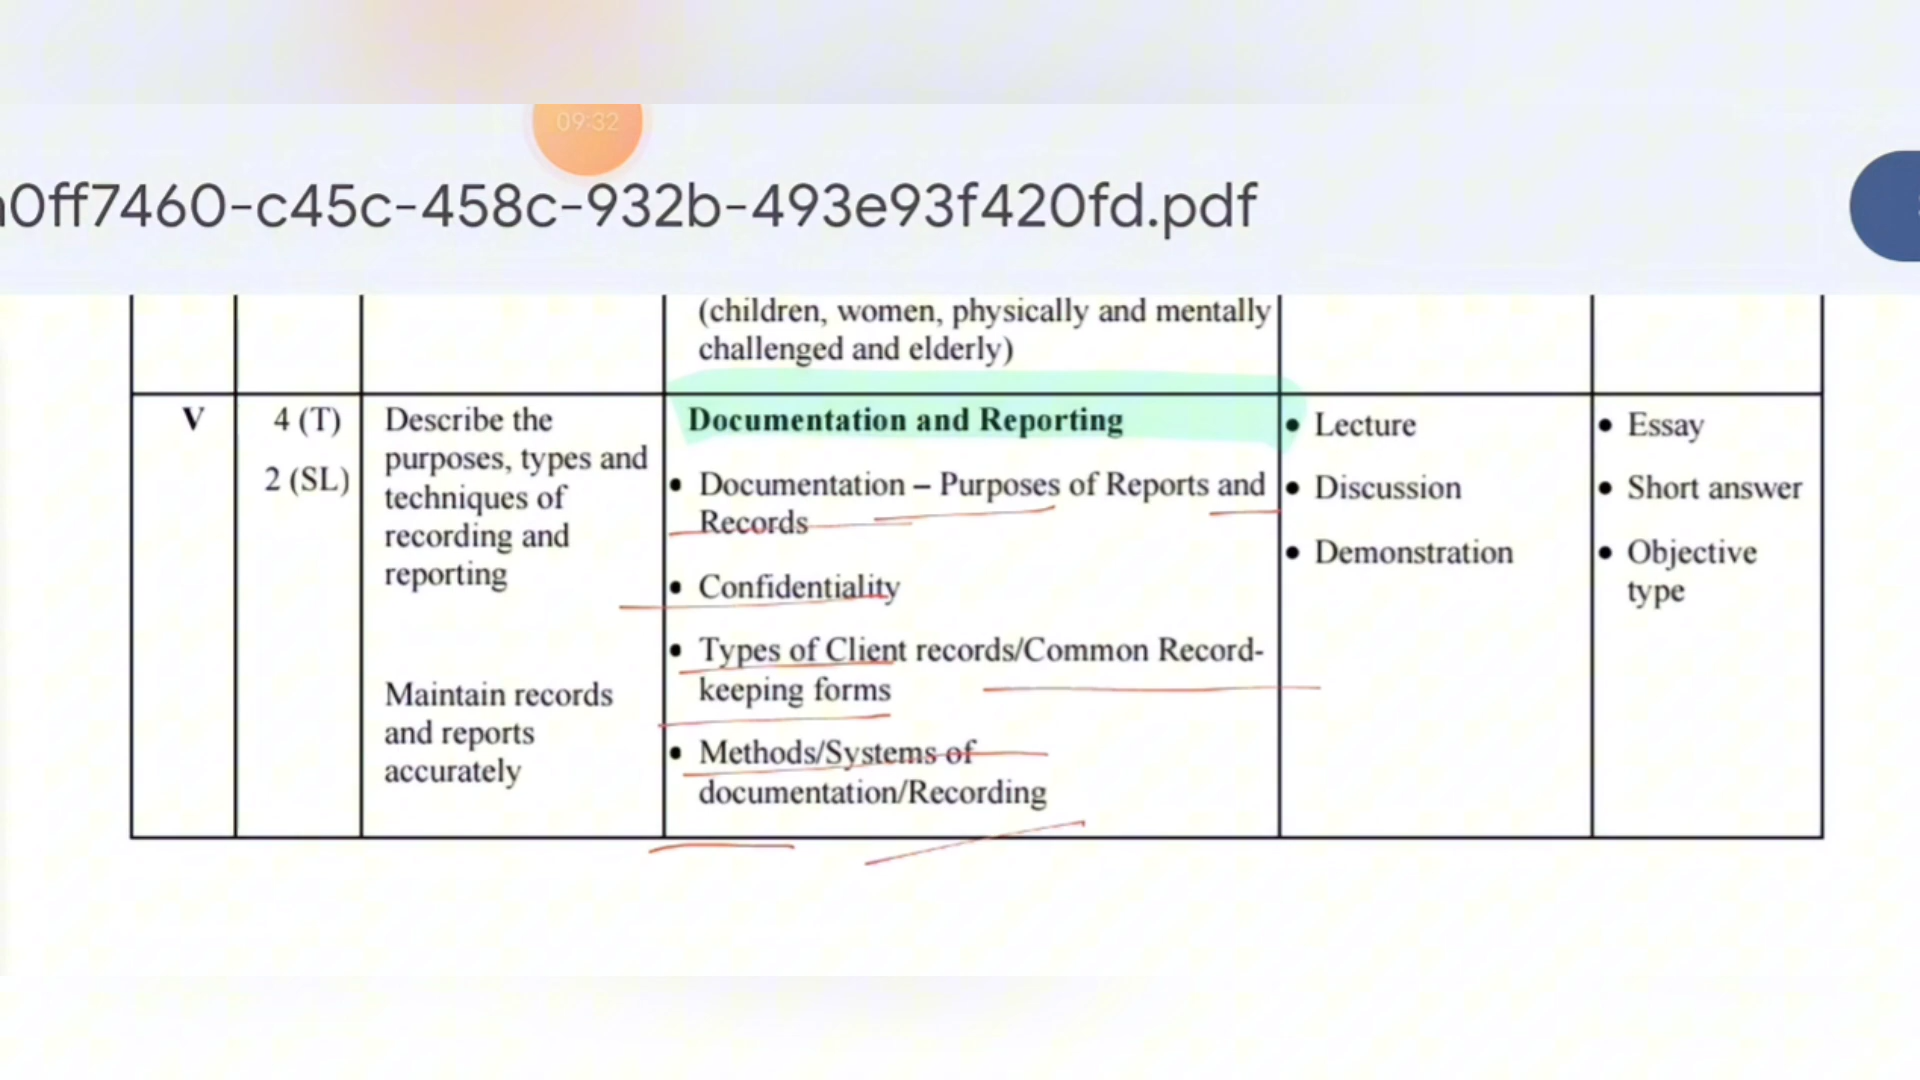 09:32
0ff7460-c45c-458c-932b-493e93f420fd.pdf
(children, women, physically and mentally
challenged and elderly)
V
4 (T)
2 (SL)
Describe the
purposes, types and
techniques of
recording and
reporting
Maintain records
and reports
accurately
Documentation and Reporting
• Documentation – Purposes of Reports and
Records
• Confidentiality
• Types of Client records/Common Record-
keeping forms
• Methods/Systems of
documentation/Recording
• Lecture
• Discussion
• Demonstration
• Essay
• Short answer
• Objective
type